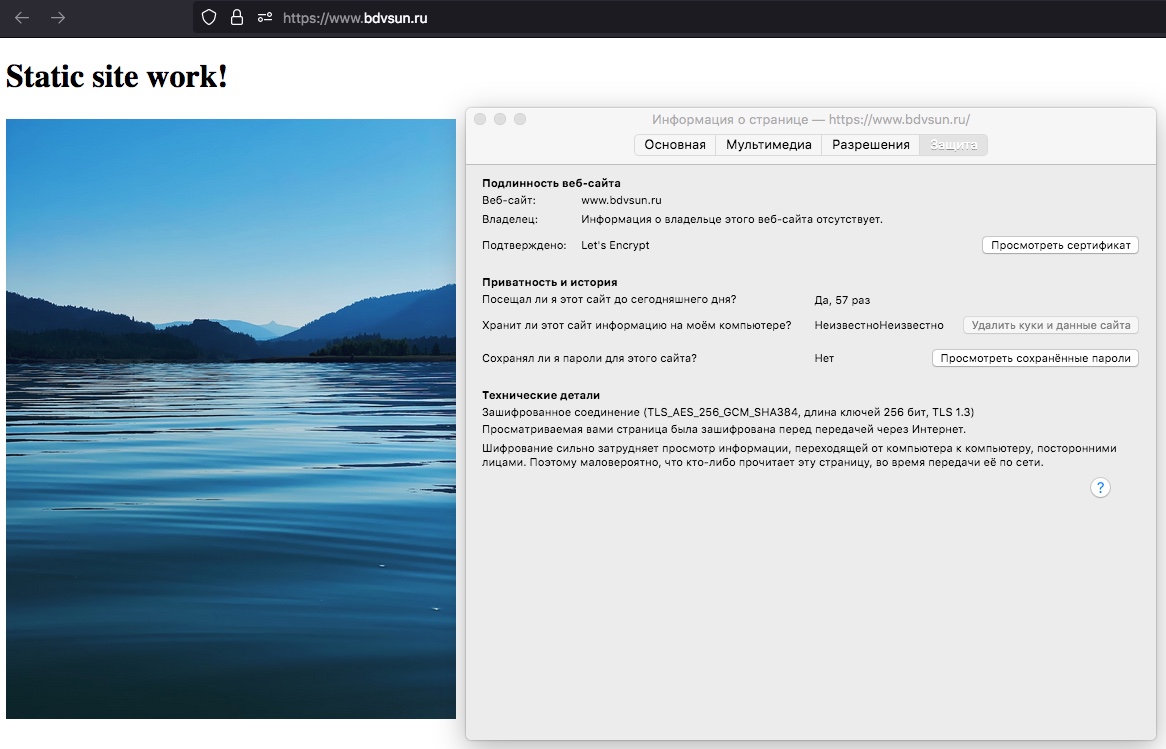 https://www.bdvsun.ru
Static site work!
Информация о странице — https://www.bdvsun.ru/
Основная Мультимедиа Разрешения Защита
Подлинность веб-сайта
Веб-сайт: www.bdvsun.ru
Владелец: Информация о владельце этого веб-сайта отсутствует.
Подтверждено: Let's Encrypt Просмотреть сертификат
Приватность и история
Посещал ли я этот сайт до сегодняшнего дня? Да, 57 раз
Хранит ли этот сайт информацию на моём компьютере? НеизвестноНеизвестно Удалить куки и данные сайта
Сохранял ли я пароли для этого сайта? Нет Просмотреть сохранённые пароли
Технические детали
Зашифрованное соединение (TLS_AES_256_GCM_SHA384, длина ключей 256 бит, TLS 1.3)
Просматриваемая вами страница была зашифрована перед передачей через Интернет.
Шифрование сильно затрудняет просмотр информации, переходящей от компьютера к компьютеру, посторонними
лицами. Поэтому маловероятно, что кто-либо прочитает эту страницу, во время передачи её по сети.
?